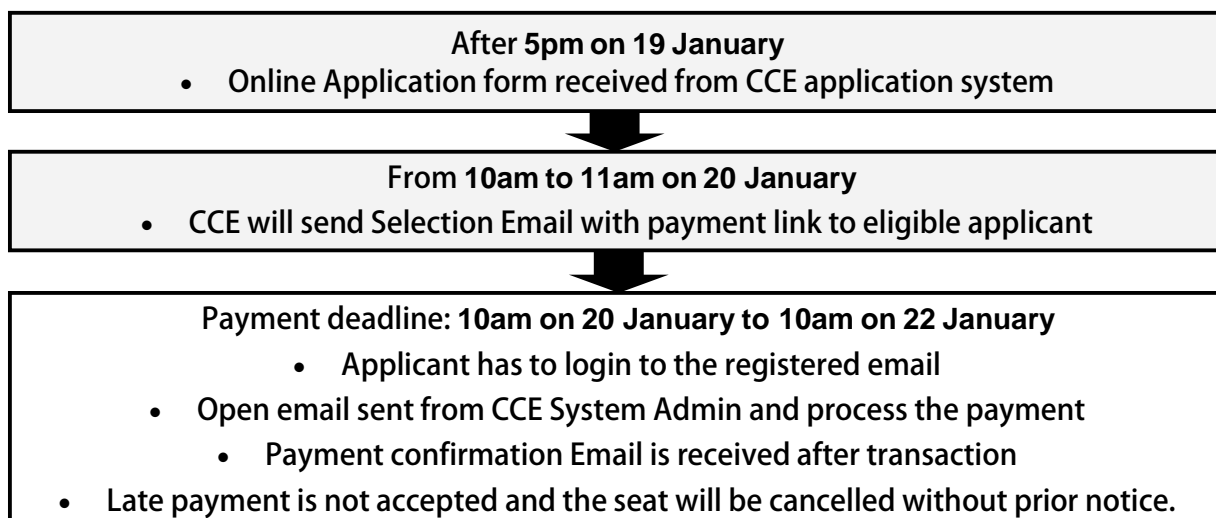 After 5pm on 19 January
• Online Application form received from CCE application system
From 10am to 11am on 20 January
• CCE will send Selection Email with payment link to eligible applicant
Payment deadline: 10am on 20 January to 10am on 22 January
• Applicant has to login to the registered email
• Open email sent from CCE System Admin and process the payment
• Payment confirmation Email is received after transaction
• Late payment is not accepted and the seat will be cancelled without prior notice.